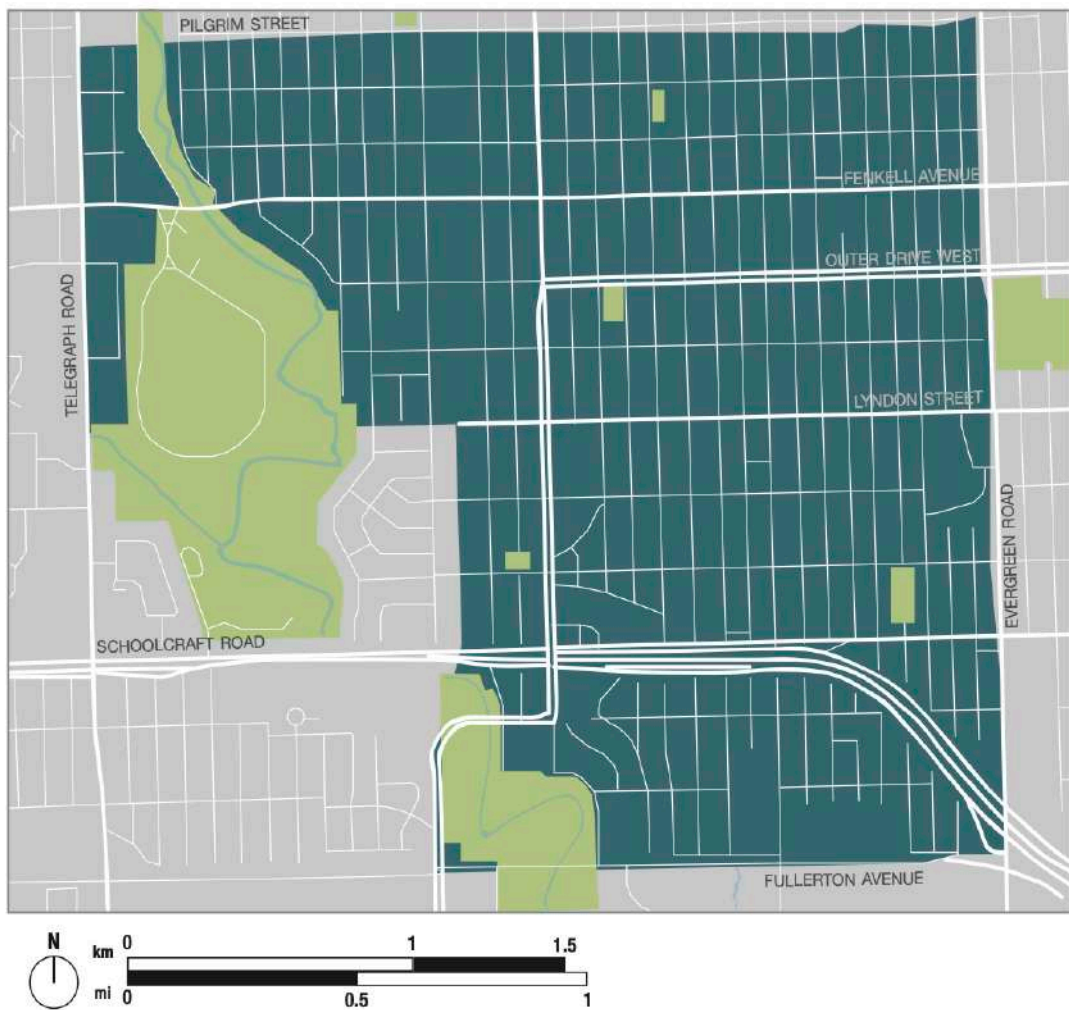 PILGRIM STREET
FENKELL AVENUE
OUTER DRIVE WEST
TELEGRAPH ROAD
LYNDON STREET
EVERGREEN ROAD
SCHOOLCRAFT ROAD
FULLERTON AVENUE
N
km 0 1 1.5
mi 0 0.5 1